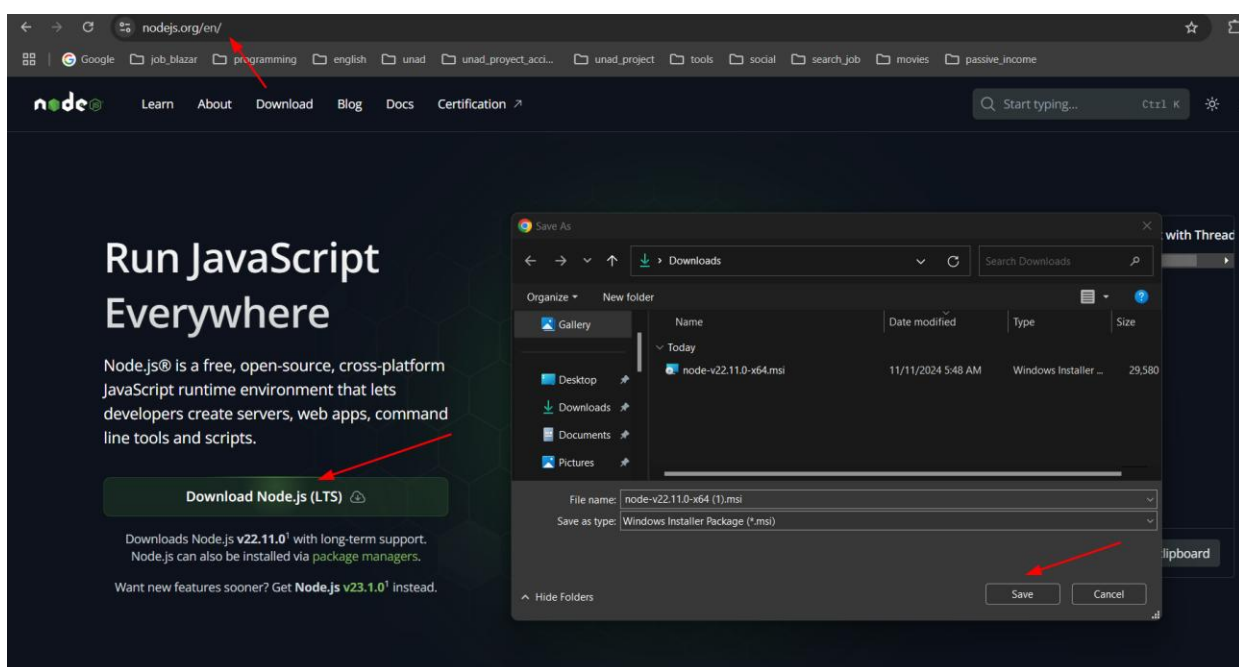 nodejs.org/en/
Google job_blazar programming english unad unad_proyect_acci... unad_project tools social search_job movies passive_income
node Learn About Download Blog Docs Certification ↗ Start typing... Ctrl K
Run JavaScript
Everywhere
Node.js® is a free, open-source, cross-platform
JavaScript runtime environment that lets
developers create servers, web apps, command
line tools and scripts.
Download Node.js (LTS)
Downloads Node.js v22.11.0¹ with long-term support.
Node.js can also be installed via package managers.
Want new features sooner? Get Node.js v23.1.0¹ instead.
Save As
with Thread
Downloads Search Downloads
Organize New folder
Gallery
Name Date modified Type Size
Today
node-v22.11.0-x64.msi 11/11/2024 5:48 AM Windows Installer ... 29,580
Desktop
Downloads
Documents
Pictures
File name: node-v22.11.0-x64 (1).msi
Save as type: Windows Installer Package (*.msi)
lipboard
Hide Folders Save Cancel